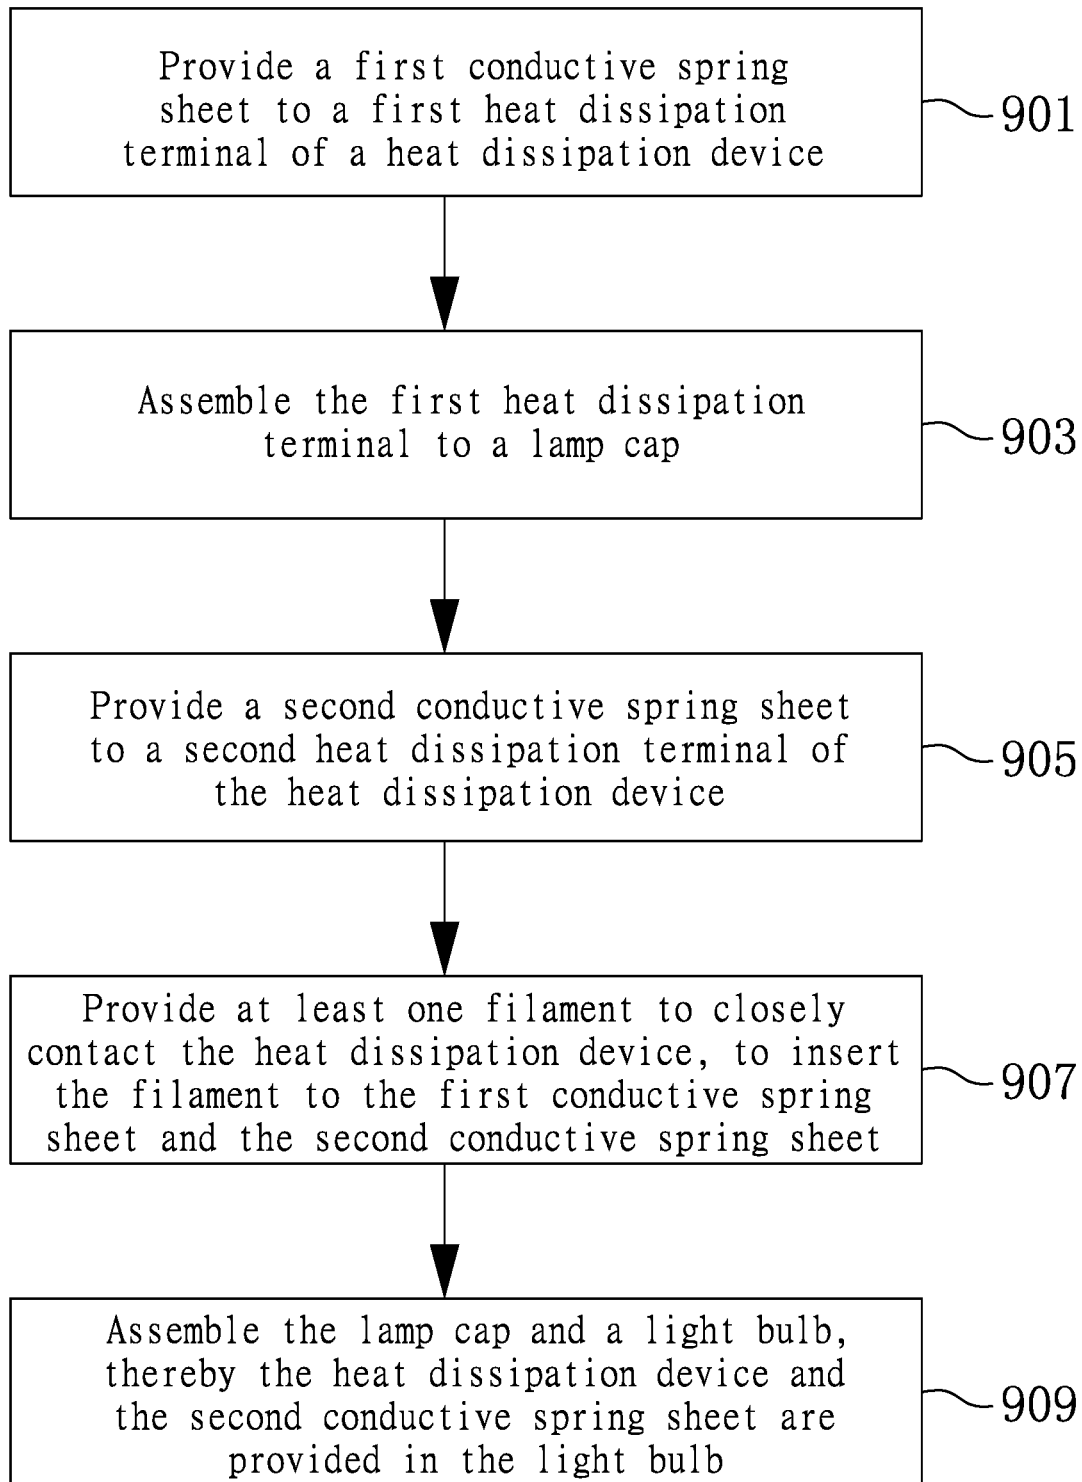 Provide a first conductive spring
sheet to a first heat dissipation
terminal of a heat dissipation device
901
Assemble the first heat dissipation
terminal to a lamp cap
903
Provide a second conductive spring sheet
to a second heat dissipation terminal of
the heat dissipation device
905
Provide at least one filament to closely
contact the heat dissipation device, to insert
the filament to the first conductive spring
sheet and the second conductive spring sheet
907
Assemble the lamp cap and a light bulb,
thereby the heat dissipation device and
the second conductive spring sheet are
provided in the light bulb
909